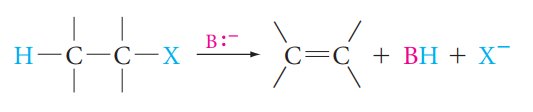 H—C—C—X B:⁻ C=C + BH + X⁻